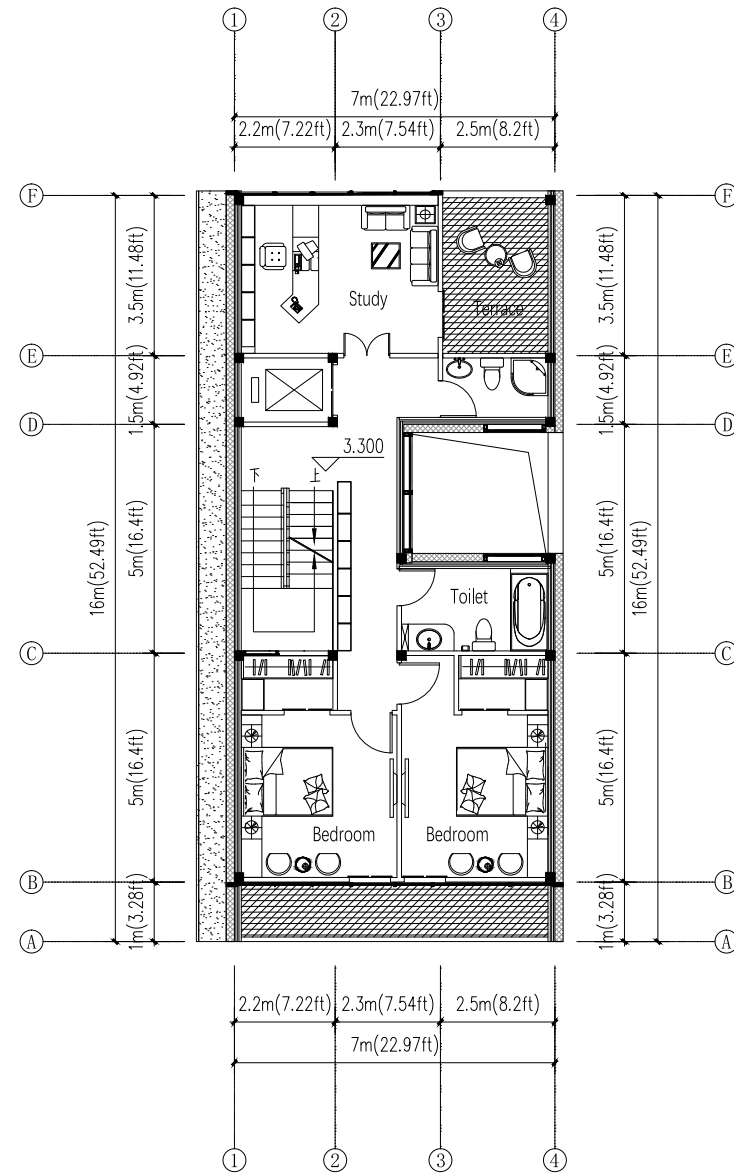 1 2 3 4
7m(22.97ft)
2.2m(7.22ft) 2.3m(7.54ft) 2.5m(8.2ft)
F F
3.5m(11.48ft) 3.5m(11.48ft)
Study Terrace
E E
1.5m(4.92ft) 1.5m(4.92ft)
D D
3.300
下 上
16m(52.49ft) 5m(16.4ft) 5m(16.4ft) 16m(52.49ft)
Toilet
C C
5m(16.4ft) 5m(16.4ft)
Bedroom Bedroom
B B
1m(3.28ft) 1m(3.28ft)
A A
2.2m(7.22ft) 2.3m(7.54ft) 2.5m(8.2ft)
7m(22.97ft)
1 2 3 4